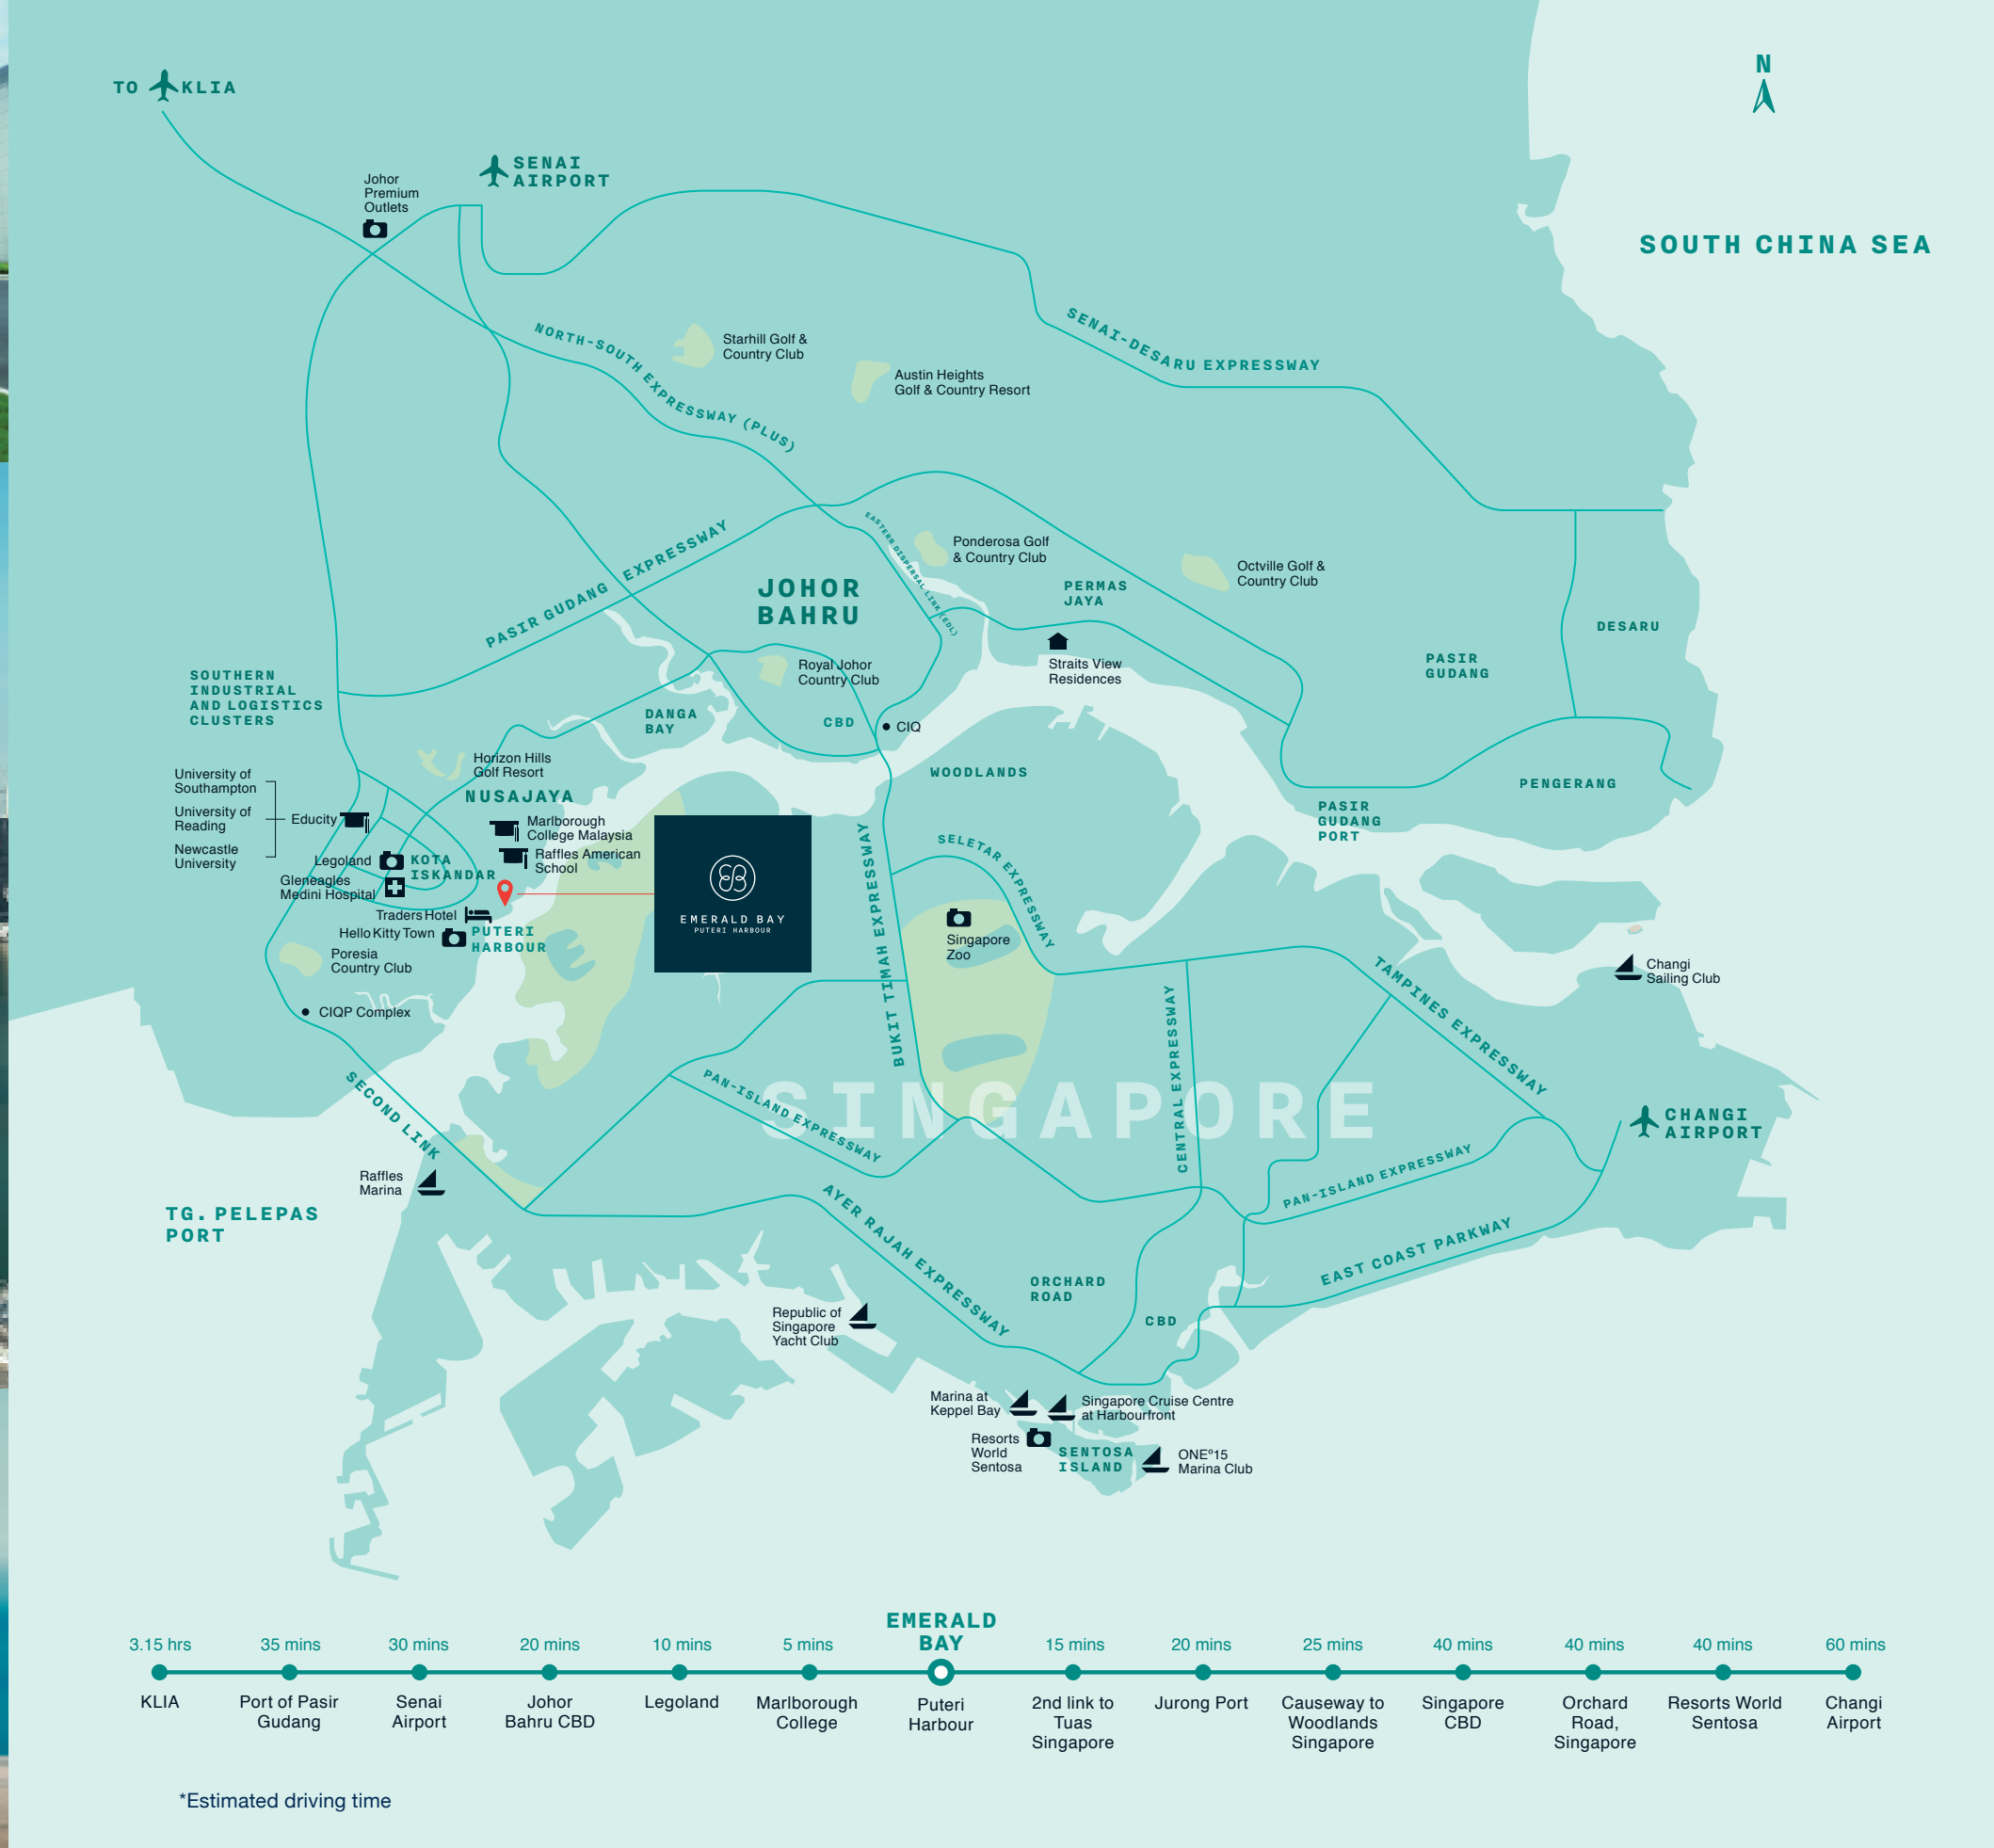 TO KLIA
N
SENAI
AIRPORT
Johor
Premium
Outlets
SOUTH CHINA SEA
NORTH-SOUTH EXPRESSWAY (PLUS)
Starhill Golf &
Country Club
SENAI-DESARU EXPRESSWAY
Austin Heights
Golf & Country Resort
PASIR GUDANG EXPRESSWAY
EASTERN DISPERSAL LINK (EDL)
Ponderosa Golf
& Country Club
Octville Golf &
Country Club
JOHOR
BAHRU
PERMAS
JAYA
DESARU
Straits View
Residences
PASIR
GUDANG
Royal Johor
Country Club
SOUTHERN
INDUSTRIAL
AND LOGISTICS
CLUSTERS
DANGA
BAY
CBD
CIQ
Horizon Hills
Golf Resort
WOODLANDS
PENGERANG
NUSAJAYA
University of
Southampton
University of
Reading
Newcastle
University
Educity
Marlborough
College Malaysia
Raffles American
School
PASIR
GUDANG
PORT
Legoland
KOTA
ISKANDAR
Gleneagles
Medini Hospital
Traders Hotel
Hello Kitty Town
PUTERI
HARBOUR
EMERALD BAY
PUTERI HARBOUR
BUKIT TIMAH EXPRESSWAY
SELETAR EXPRESSWAY
Singapore
Zoo
Poresia
Country Club
CIQP Complex
TAMPINES EXPRESSWAY
Changi
Sailing Club
CENTRAL EXPRESSWAY
SECOND LINK
PAN-ISLAND EXPRESSWAY
SINGAPORE
CHANGI
AIRPORT
Raffles
Marina
PAN-ISLAND EXPRESSWAY
TG. PELEPAS
PORT
AYER RAJAH EXPRESSWAY
EAST COAST PARKWAY
ORCHARD
ROAD
CBD
Republic of
Singapore
Yacht Club
Marina at
Keppel Bay
Singapore Cruise Centre
at Harbourfront
Resorts
World
Sentosa
SENTOSA
ISLAND
ONE°15
Marina Club
EMERALD
BAY
3.15 hrs
35 mins
30 mins
20 mins
10 mins
5 mins
15 mins
20 mins
25 mins
40 mins
40 mins
40 mins
60 mins
KLIA
Port of Pasir
Gudang
Senai
Airport
Johor
Bahru CBD
Legoland
Marlborough
College
Puteri
Harbour
2nd link to
Tuas
Singapore
Jurong Port
Causeway to
Woodlands
Singapore
Singapore
CBD
Orchard
Road,
Singapore
Resorts World
Sentosa
Changi
Airport
*Estimated driving time